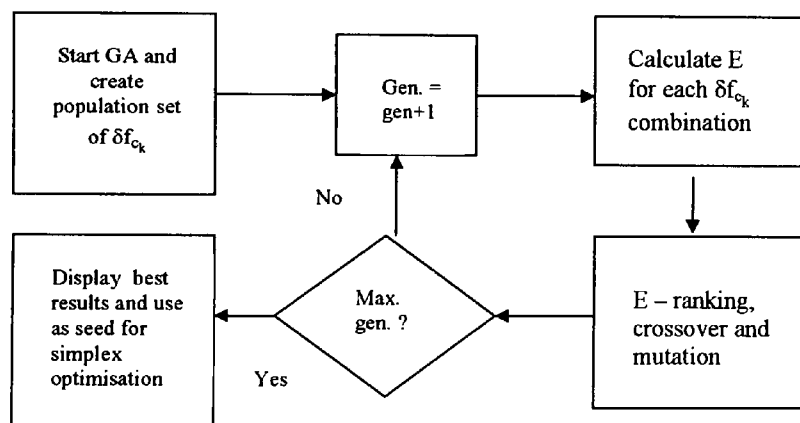 Start GA and
create
population set
of δf_{c_k}
Gen. =
gen+1
Calculate E
for each δf_{c_k}
combination
No
E – ranking,
crossover and
mutation
Max.
gen. ?
Display best
results and use
as seed for
simplex
optimisation
Yes